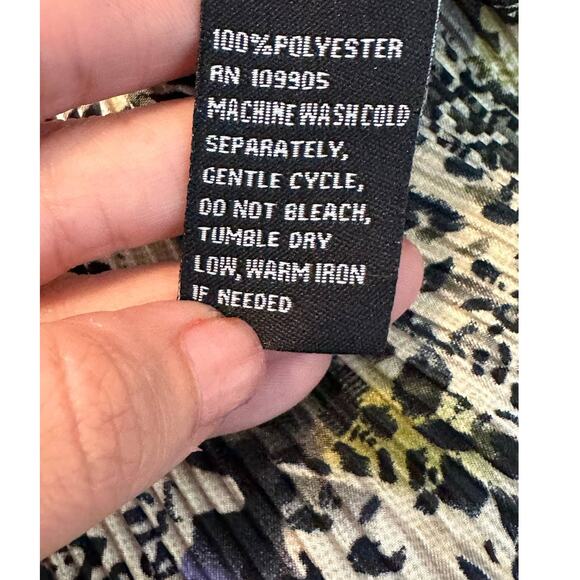 100%POLYESTER
RN 109905
MACHINE WASH COLD
SEPARATELY,
GENTLE CYCLE,
DO NOT BLEACH,
TUMBLE DRY
LOW, WARM IRON
IF NEEDED